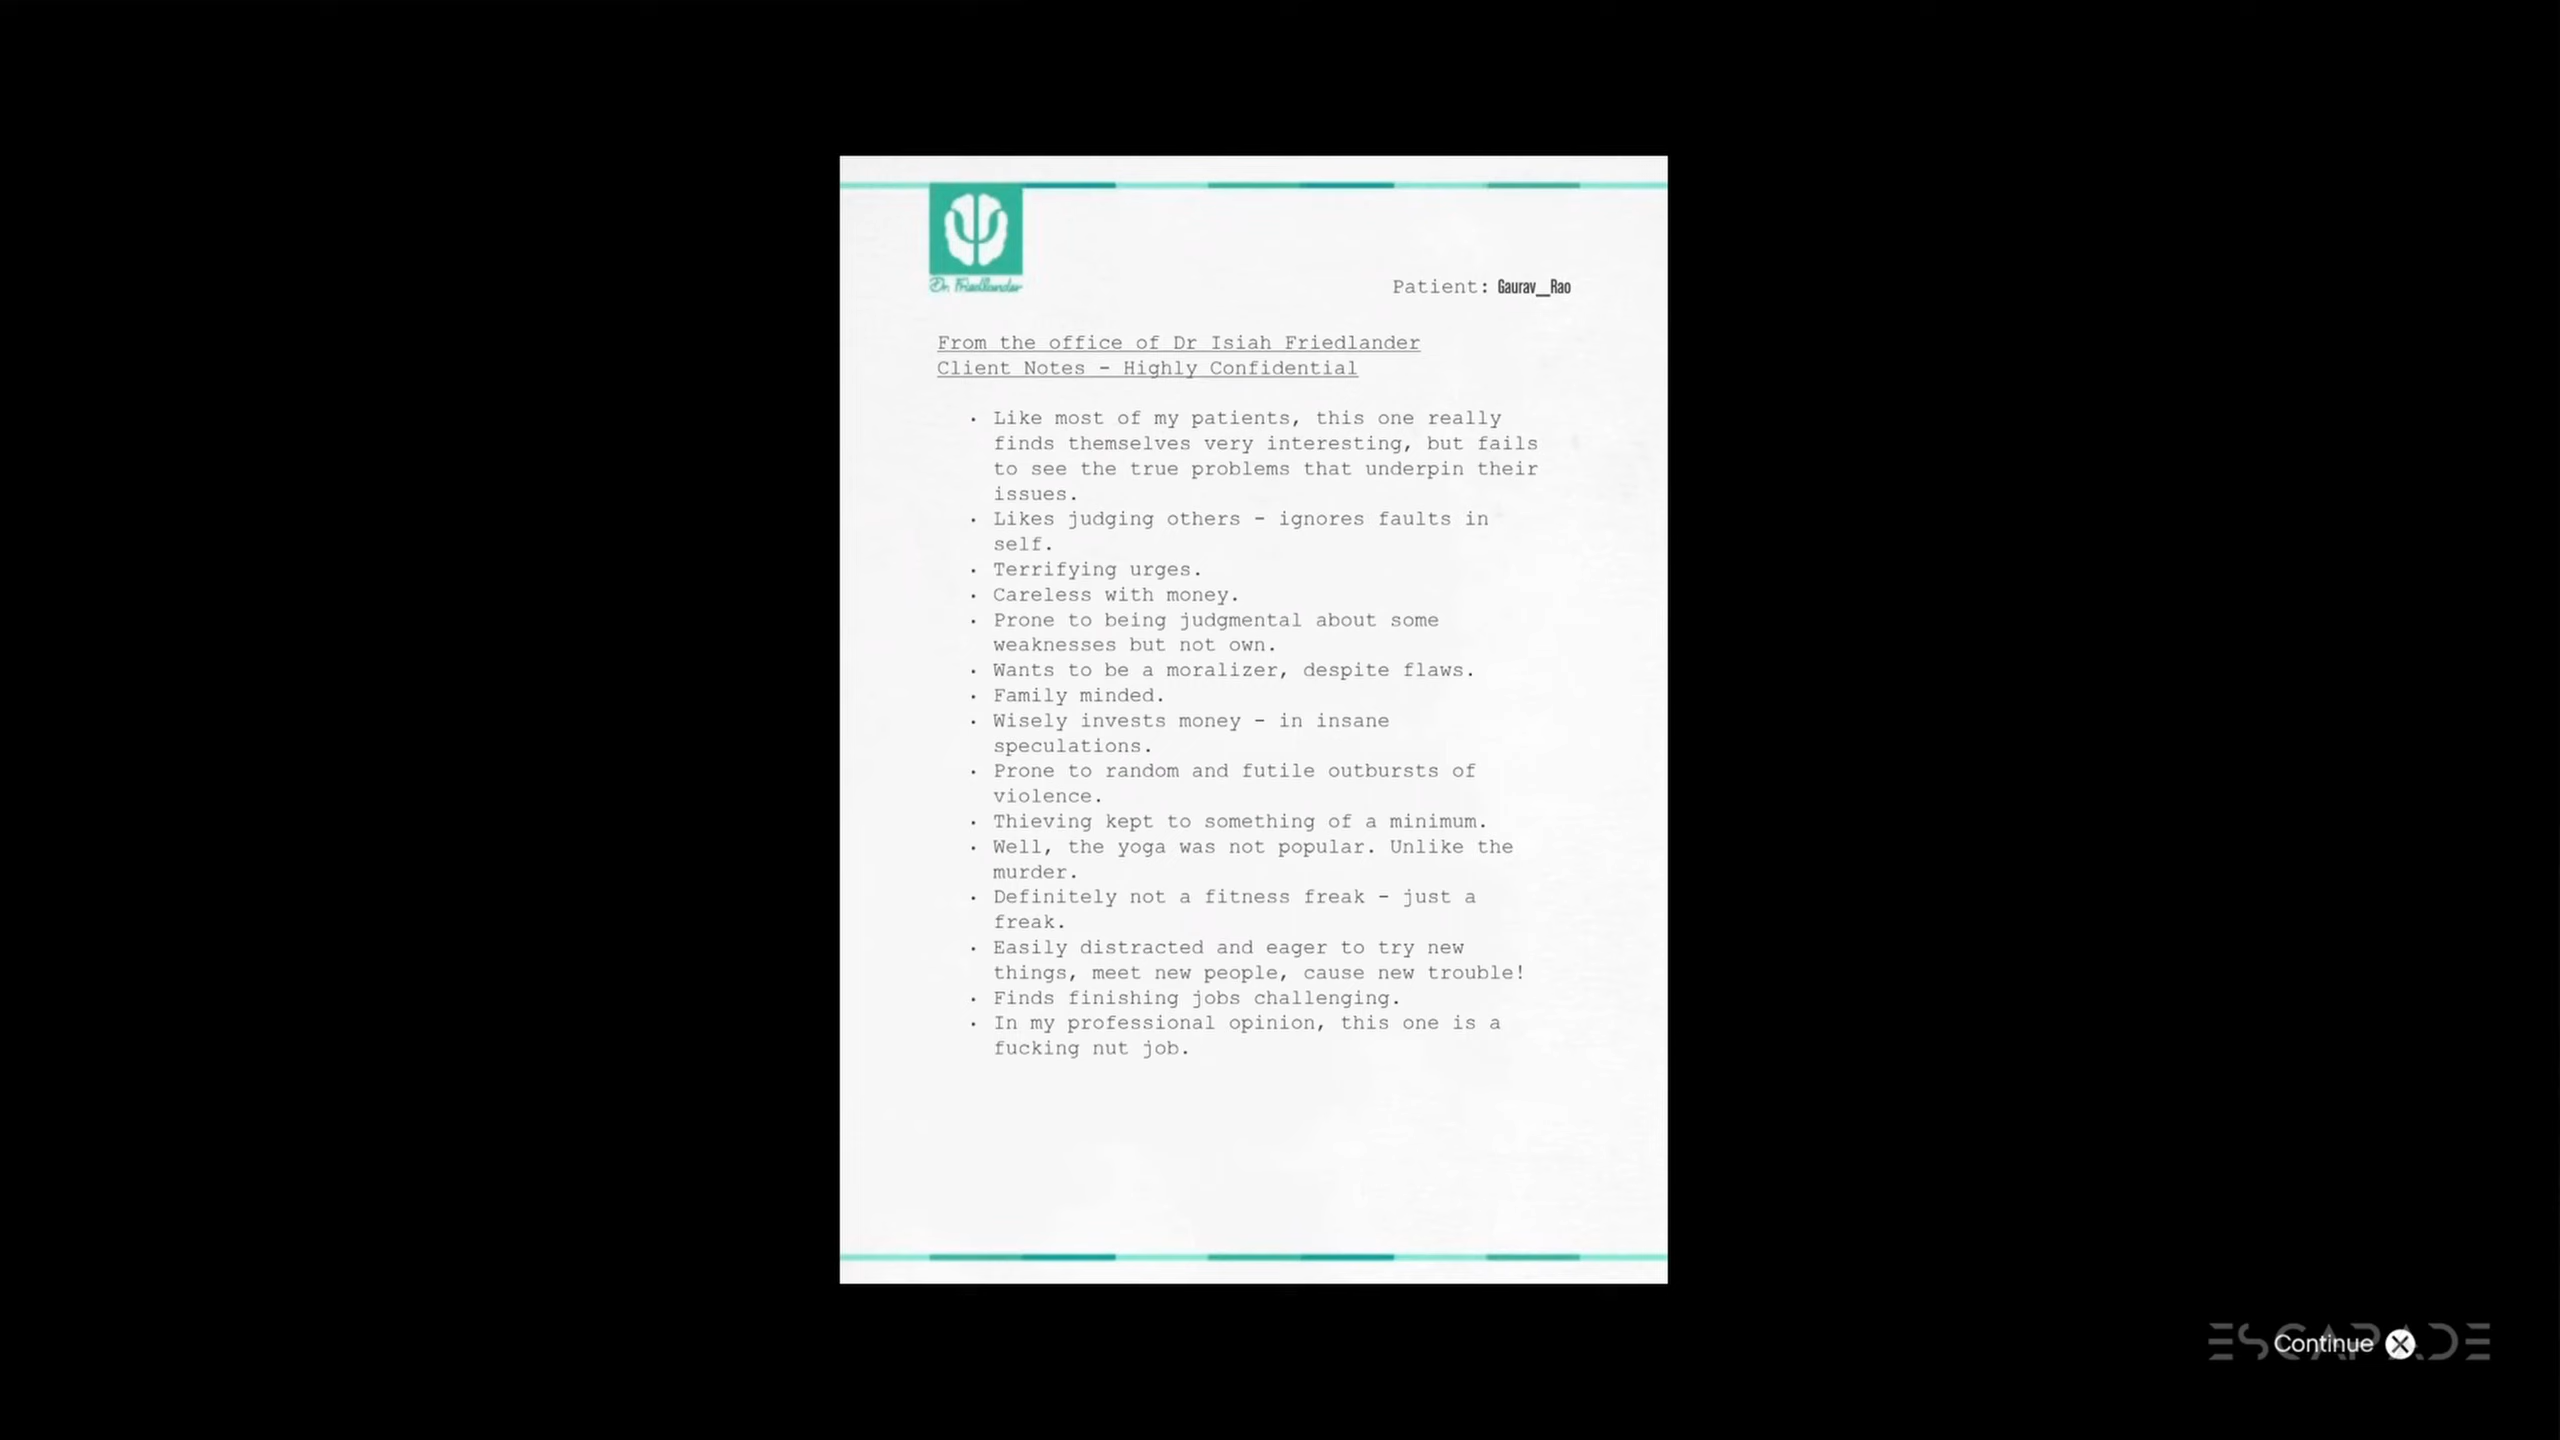 Dr. Friedlander
Patient: Gaurav__Rao
From the office of Dr Isiah Friedlander
Client Notes - Highly Confidential
• Like most of my patients, this one really
finds themselves very interesting, but fails
to see the true problems that underpin their
issues.
• Likes judging others - ignores faults in
self.
• Terrifying urges.
• Careless with money.
• Prone to being judgmental about some
weaknesses but not own.
• Wants to be a moralizer, despite flaws.
• Family minded.
• Wisely invests money - in insane
speculations.
• Prone to random and futile outbursts of
violence.
• Thieving kept to something of a minimum.
• Well, the yoga was not popular. Unlike the
murder.
• Definitely not a fitness freak - just a
freak.
• Easily distracted and eager to try new
things, meet new people, cause new trouble!
• Finds finishing jobs challenging.
• In my professional opinion, this one is a
fucking nut job.
ESCAPADE
Continue